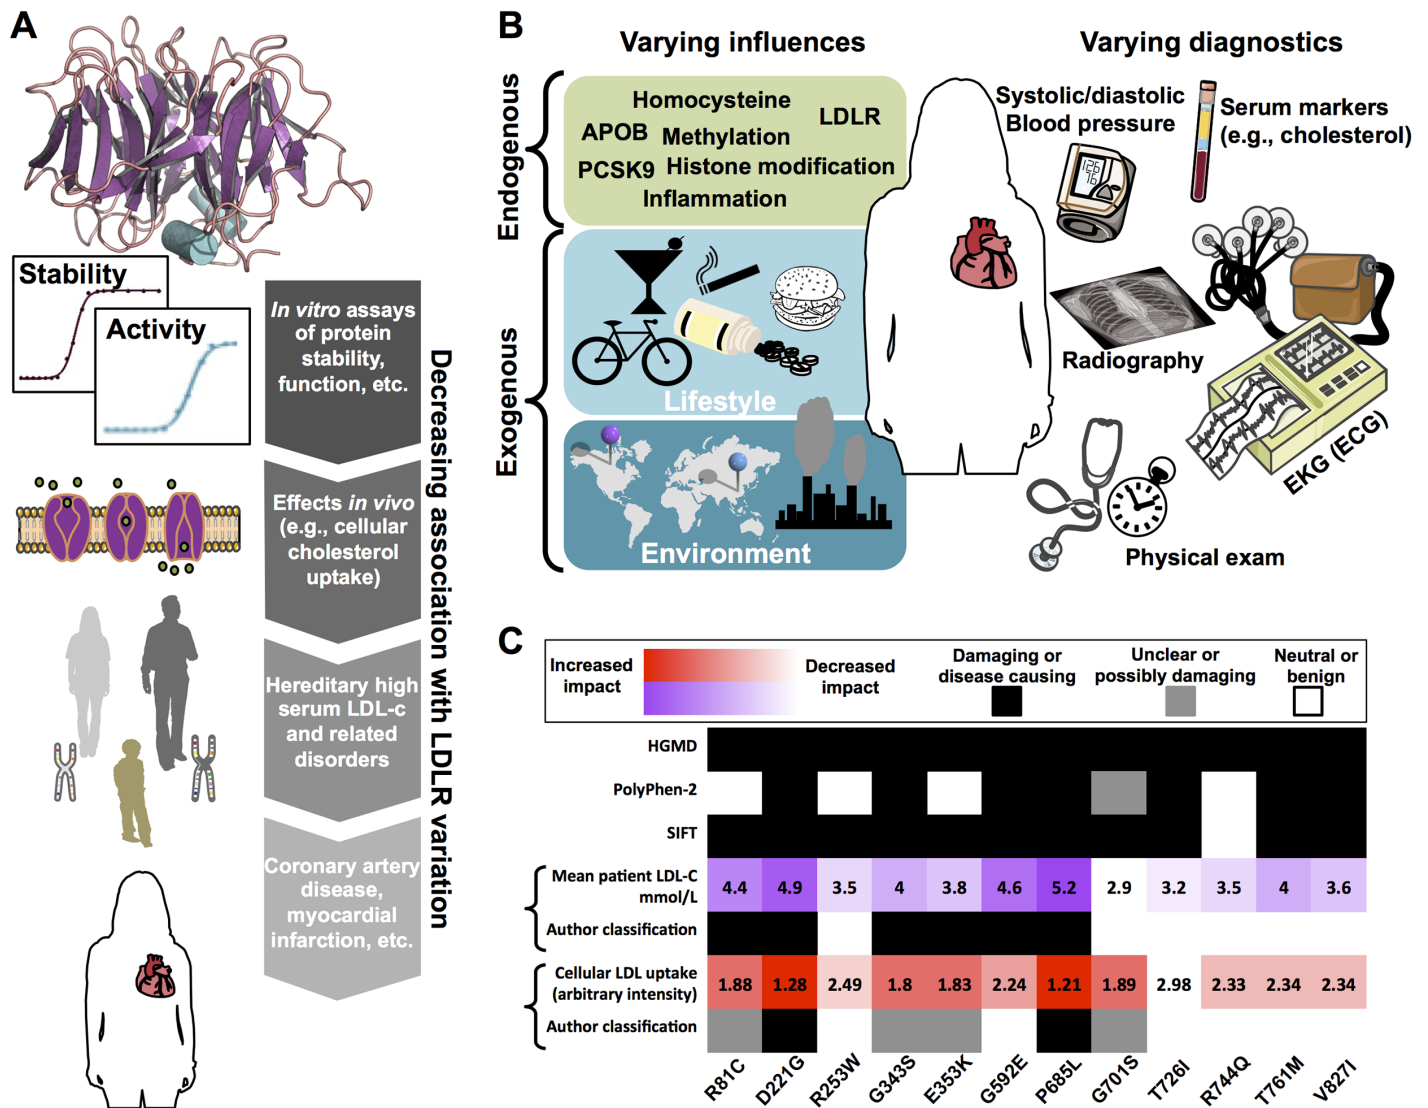 A
Stability
Activity
In vitro assays
of protein
stability,
function, etc.
Effects in vivo
(e.g., cellular
cholesterol
uptake)
Hereditary high
serum LDL-c
and related
disorders
Coronary artery
disease,
myocardial
infarction, etc.
Decreasing association with LDLR variation
B
Varying influences
Varying diagnostics
Endogenous
Homocysteine
LDLR
APOB
Methylation
PCSK9
Histone modification
Inflammation
Exogenous
Lifestyle
Environment
Systolic/diastolic
Blood pressure
126
76
Serum markers
(e.g., cholesterol)
Radiography
EKG (ECG)
Physical exam
C
Increased
impact
Decreased
impact
Damaging or
disease causing
Unclear or
possibly damaging
Neutral or
benign
HGMD
PolyPhen-2
SIFT
Mean patient LDL-C
mmol/L
4.4 4.9 3.5 4 3.8 4.6 5.2 2.9 3.2 3.5 4 3.6
Author classification
Cellular LDL uptake
(arbitrary intensity)
1.88 1.28 2.49 1.8 1.83 2.24 1.21 1.89 2.98 2.33 2.34 2.34
Author classification
R81C D221G R253W G343S E353K G592E P685L G701S T726I R744Q T761M V827I